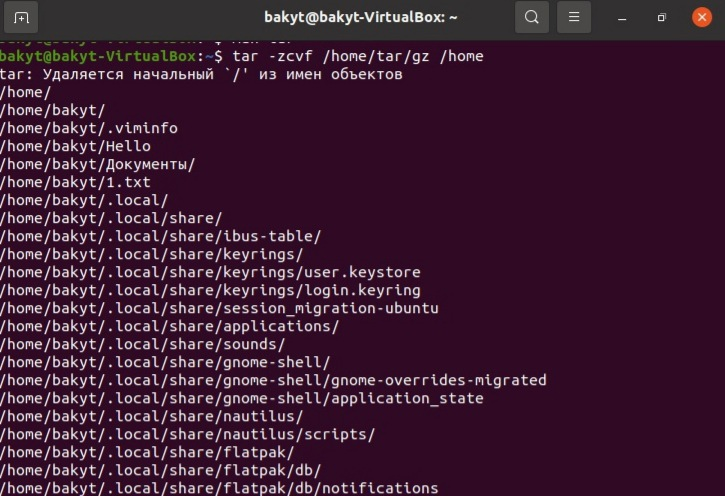 bakyt@bakyt-VirtualBox: ~
bakyt@bakyt-VirtualBox:~$ tar -zcvf /home/tar/gz /home
tar: Удаляется начальный `/' из имен объектов
/home/
/home/bakyt/
/home/bakyt/.viminfo
/home/bakyt/Hello
/home/bakyt/Документы/
/home/bakyt/1.txt
/home/bakyt/.local/
/home/bakyt/.local/share/
/home/bakyt/.local/share/ibus-table/
/home/bakyt/.local/share/keyrings/
/home/bakyt/.local/share/keyrings/user.keystore
/home/bakyt/.local/share/keyrings/login.keyring
/home/bakyt/.local/share/session_migration-ubuntu
/home/bakyt/.local/share/applications/
/home/bakyt/.local/share/sounds/
/home/bakyt/.local/share/gnome-shell/
/home/bakyt/.local/share/gnome-shell/gnome-overrides-migrated
/home/bakyt/.local/share/gnome-shell/application_state
/home/bakyt/.local/share/nautilus/
/home/bakyt/.local/share/nautilus/scripts/
/home/bakyt/.local/share/flatpak/
/home/bakyt/.local/share/flatpak/db/
/home/bakyt/.local/share/flatpak/db/notifications